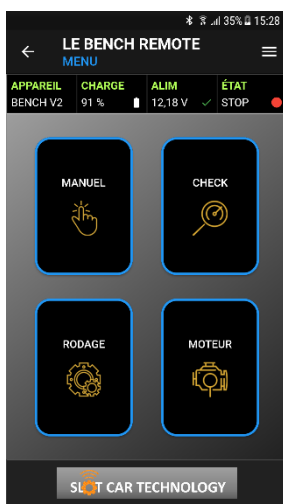 35% 15:28
LE BENCH REMOTE
MENU
APPAREIL CHARGE ALIM ÉTAT
BENCH V2 91 % 12,18 V STOP
MANUEL CHECK
RODAGE MOTEUR
SLOT CAR TECHNOLOGY